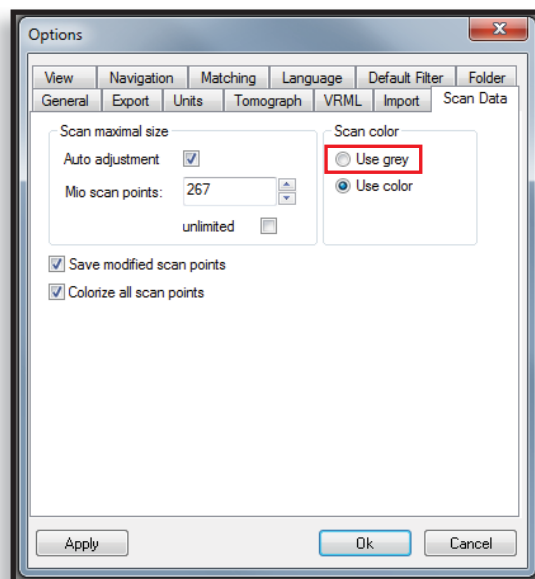 Options
View Navigation Matching Language Default Filter Folder
General Export Units Tomograph VRML Import Scan Data
Scan maximal size
Auto adjustment
Mio scan points: 267
unlimited
Scan color
Use grey
Use color
Save modified scan points
Colorize all scan points
Apply Ok Cancel